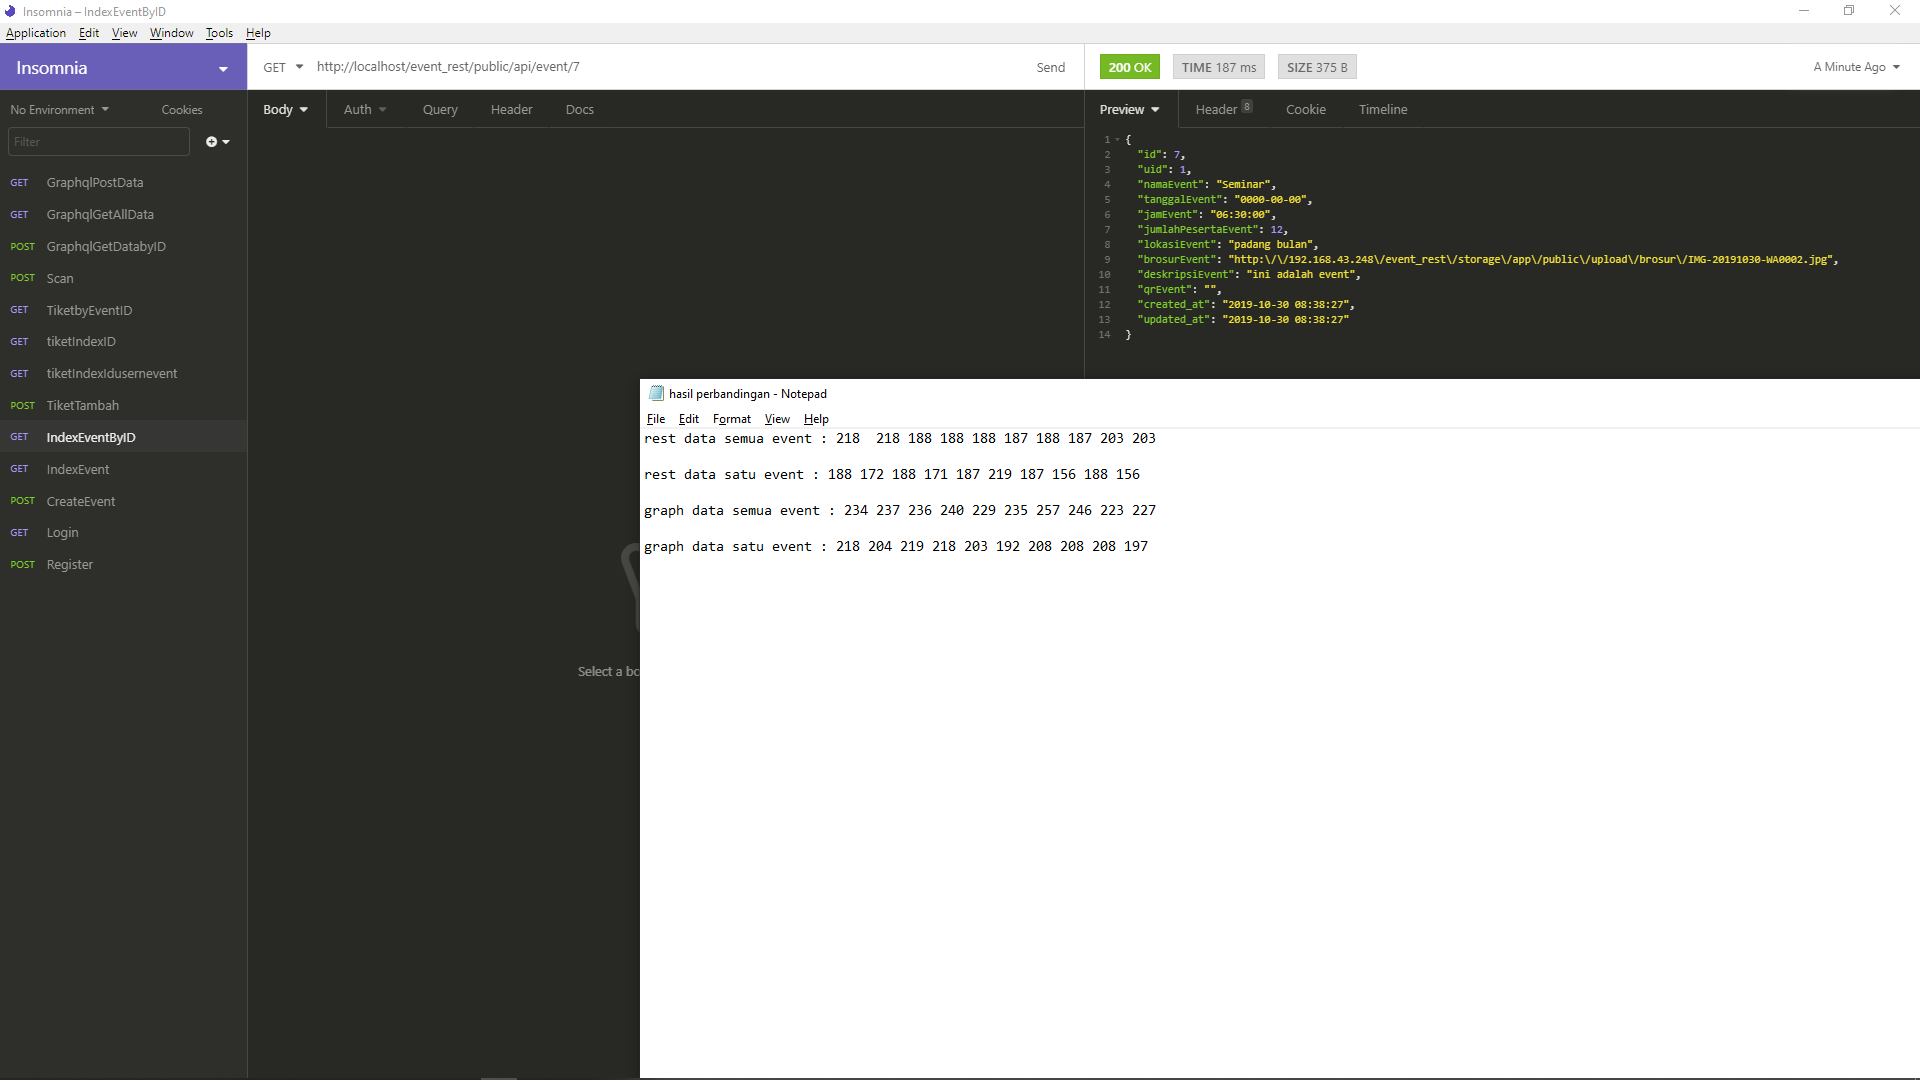 Insomnia – IndexEventByID
Application Edit View Window Tools Help
Insomnia
GET http://localhost/event_rest/public/api/event/7 Send
200 OK TIME 187 ms SIZE 375 B A Minute Ago
No Environment Cookies
Filter
GET GraphqlPostData
GET GraphqlGetAllData
POST GraphqlGetDatabyID
POST Scan
GET TiketbyEventID
GET tiketIndexID
GET tiketIndexIdusernevent
POST TiketTambah
GET IndexEventByID
GET IndexEvent
POST CreateEvent
GET Login
POST Register
Body Auth Query Header Docs
Select a bo
Preview Header 8 Cookie Timeline
1 {
2 "id": 7,
3 "uid": 1,
4 "namaEvent": "Seminar",
5 "tanggalEvent": "0000-00-00",
6 "jamEvent": "06:30:00",
7 "jumlahPesertaEvent": 12,
8 "lokasiEvent": "padang bulan",
9 "brosurEvent": "http:\/\/192.168.43.248\/event_rest\/storage\/app\/public\/upload\/brosur\/IMG-20191030-WA0002.jpg",
10 "deskripsiEvent": "ini adalah event",
11 "qrEvent": "",
12 "created_at": "2019-10-30 08:38:27",
13 "updated_at": "2019-10-30 08:38:27"
14 }
hasil perbandingan - Notepad
File Edit Format View Help
rest data semua event : 218  218 188 188 188 187 188 187 203 203
rest data satu event : 188 172 188 171 187 219 187 156 188 156
graph data semua event : 234 237 236 240 229 235 257 246 223 227
graph data satu event : 218 204 219 218 203 192 208 208 208 197